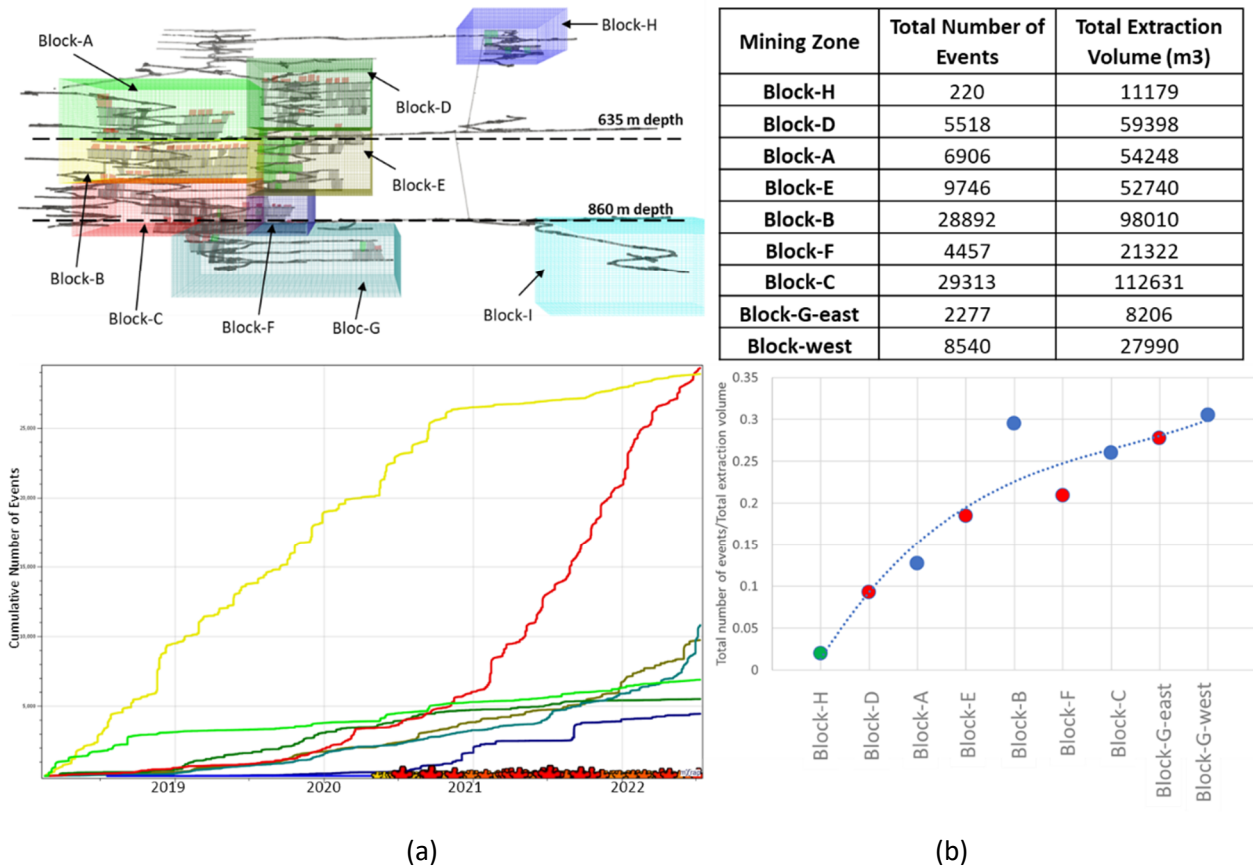 Block-A
Block-H
Block-D
635 m depth
Block-E
860 m depth
Block-B
Block-C
Block-F
Bloc-G
Block-I
Mining Zone
Total Number of
Events
Total Extraction
Volume (m3)
Block-H 220 11179
Block-D 5518 59398
Block-A 6906 54248
Block-E 9746 52740
Block-B 28892 98010
Block-F 4457 21322
Block-C 29313 112631
Block-G-east 2277 8206
Block-west 8540 27990
Cumulative Number of Events
25,000
20,000
15,000
10,000
5,000
2019
2020
2021
2022
Total number of events/Total extraction volume
0.35
0.3
0.25
0.2
0.15
0.1
0.05
0
Block-H
Block-D
Block-A
Block-E
Block-B
Block-F
Block-C
Block-G-east
Block-G-west
(a)
(b)